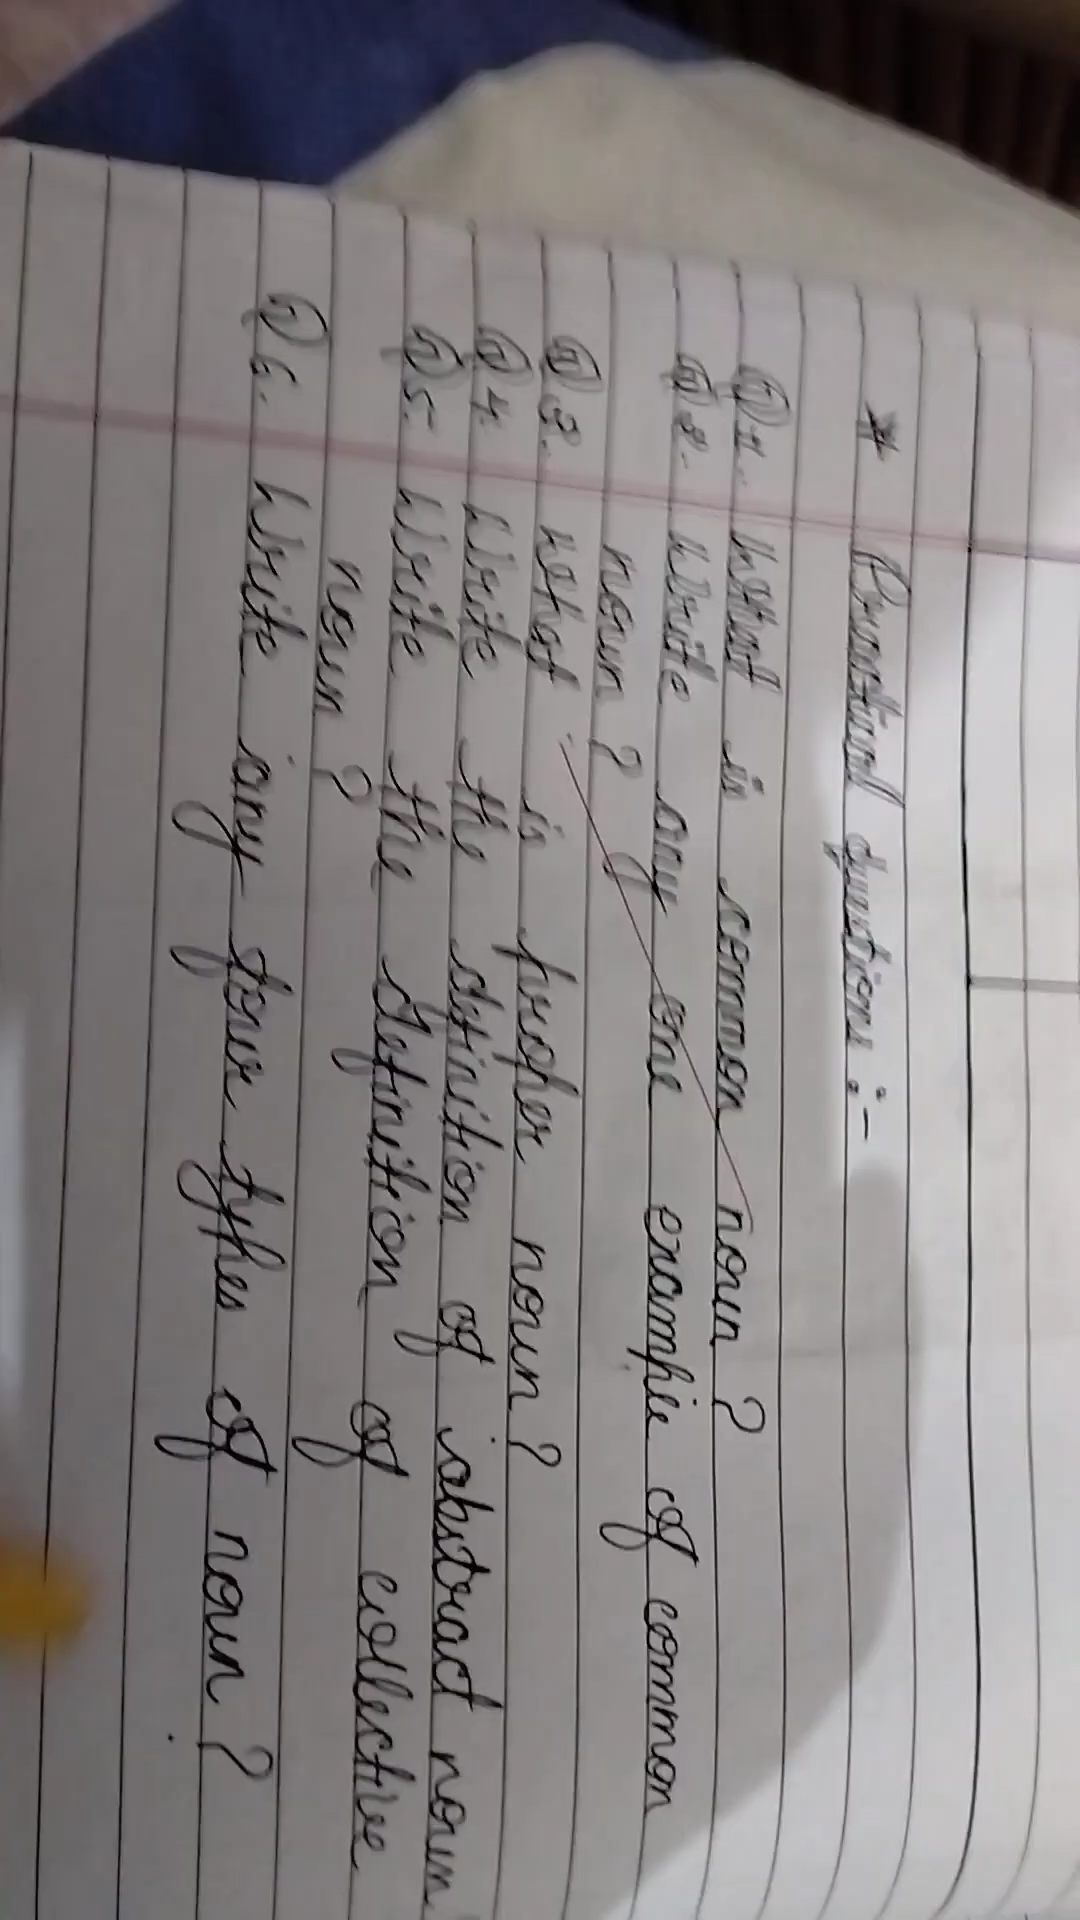 * Practical questions :-
Q1. What is common noun?
Q2. Write any one example of common
noun?
Q3. What is proper noun?
Q4. Write the definition of abstract noun
Q5. Write the definition of collective
noun?
Q6. Write any four types of noun?